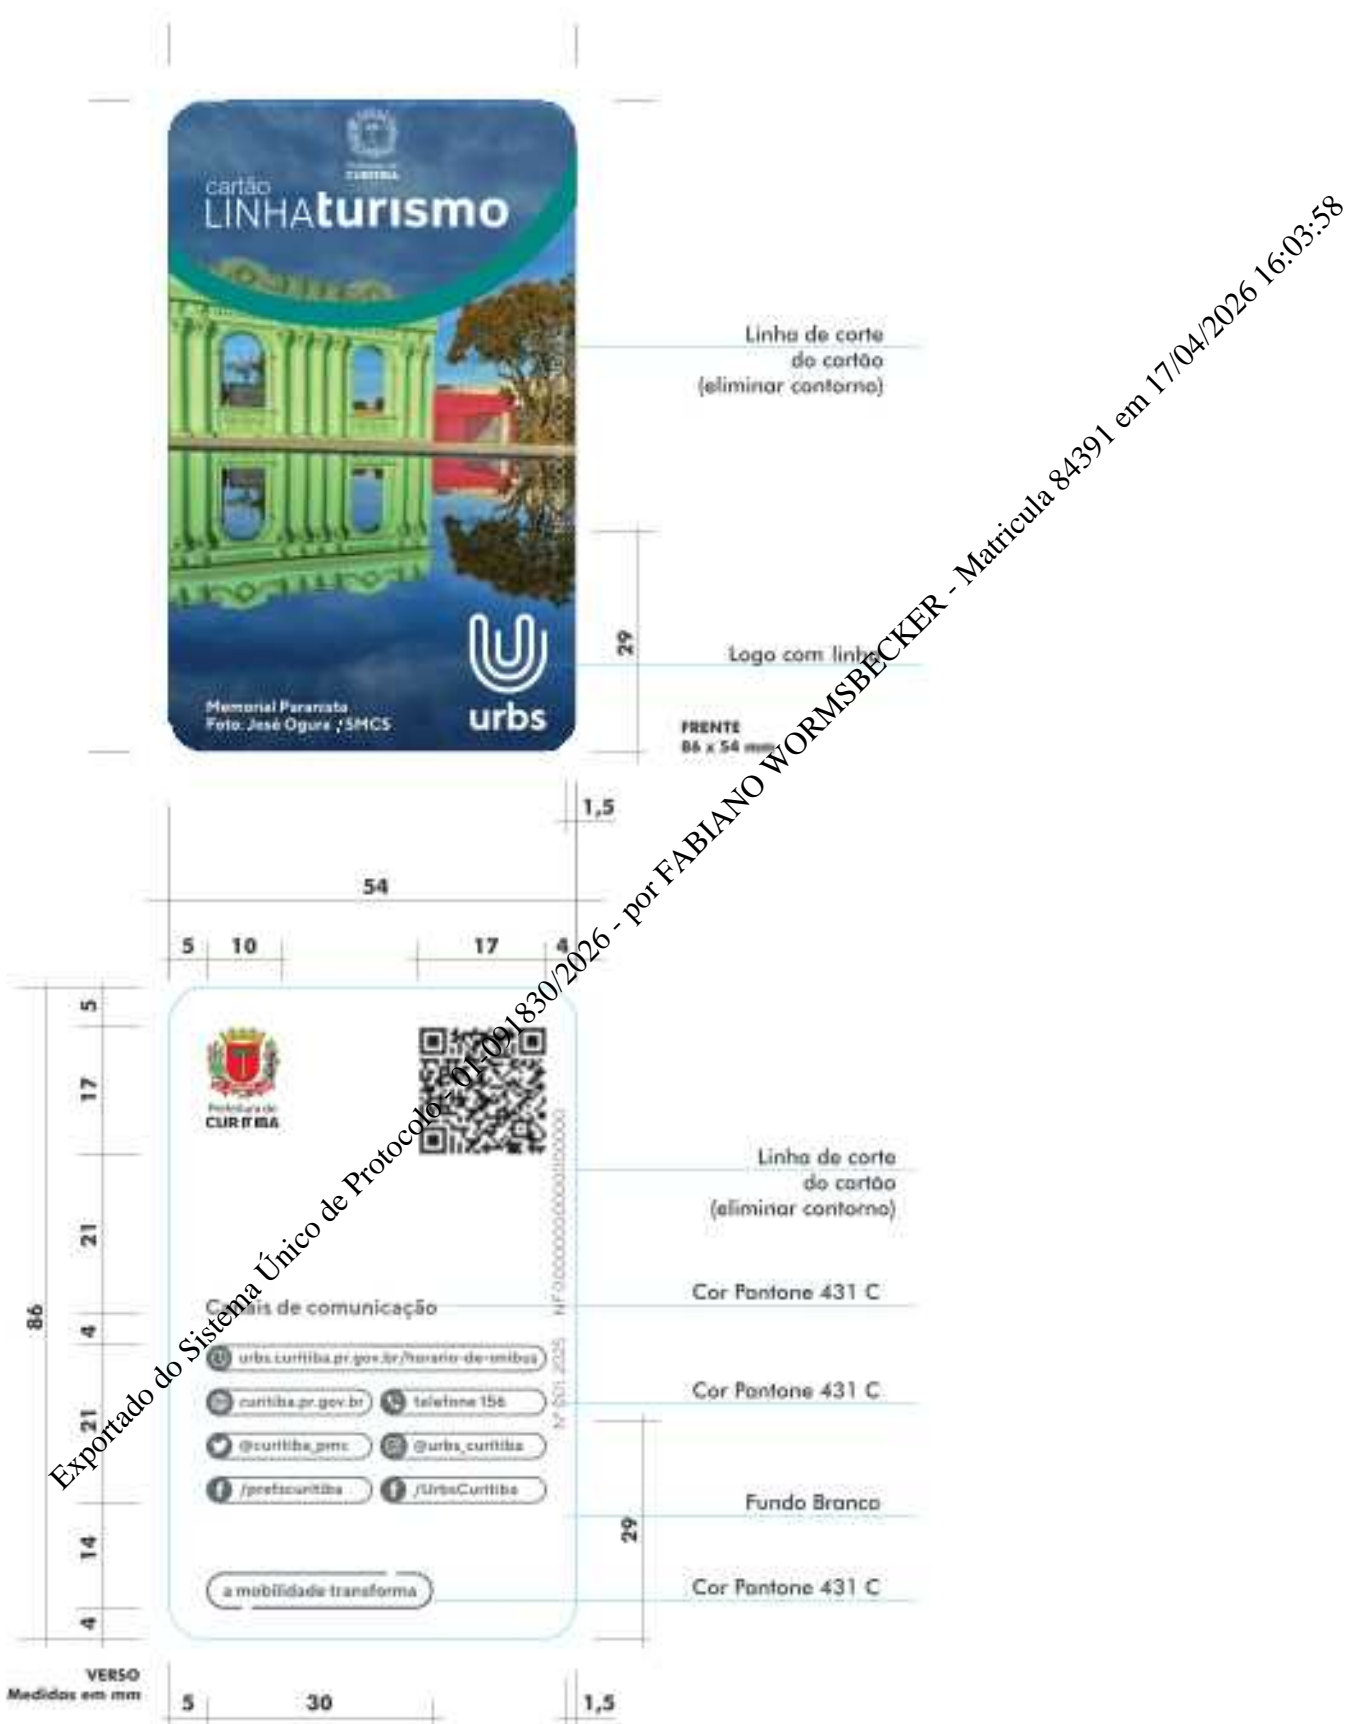 Prefeitura de
CURITIBA
cartão
LINHAturismo
Linha de corte
do cartão
(eliminar contorno)
29
Logo com linha
urbs
Memorial Paranista
Foto: José Ogura / SMCS
FRENTE
86 x 54 mm
1,5
54
5 10 17 4
5
17
21
4
21
14
4
86
Prefeitura de
CURITIBA
Linha de corte
do cartão
(eliminar contorno)
Canais de comunicação
Cor Pantone 431 C
urbs.curitiba.pr.gov.br/horario-de-onibus
curitiba.pr.gov.br telefone 156
Cor Pantone 431 C
@curitiba_pmc @urbs_curitiba
/prefscuritiba /UrbsCuritiba
Fundo Branco
29
a mobilidade transforma
Cor Pantone 431 C
VERSO
Medidas em mm
5 30 1,5
Exportado do Sistema Único de Protocolo - 01-091830/2026 - por FABIANO WORMSBECKER - Matricula 84391 em 17/04/2026 16:03:58